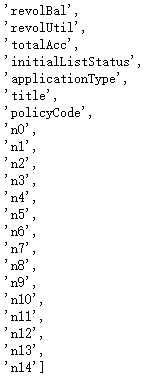 'revolBal',
'revolUtil',
'totalAcc',
'initialListStatus',
'applicationType',
'title',
'policyCode',
'n0',
'n1',
'n2',
'n3',
'n4',
'n5',
'n6',
'n7',
'n8',
'n9',
'n10',
'n11',
'n12',
'n13',
'n14']